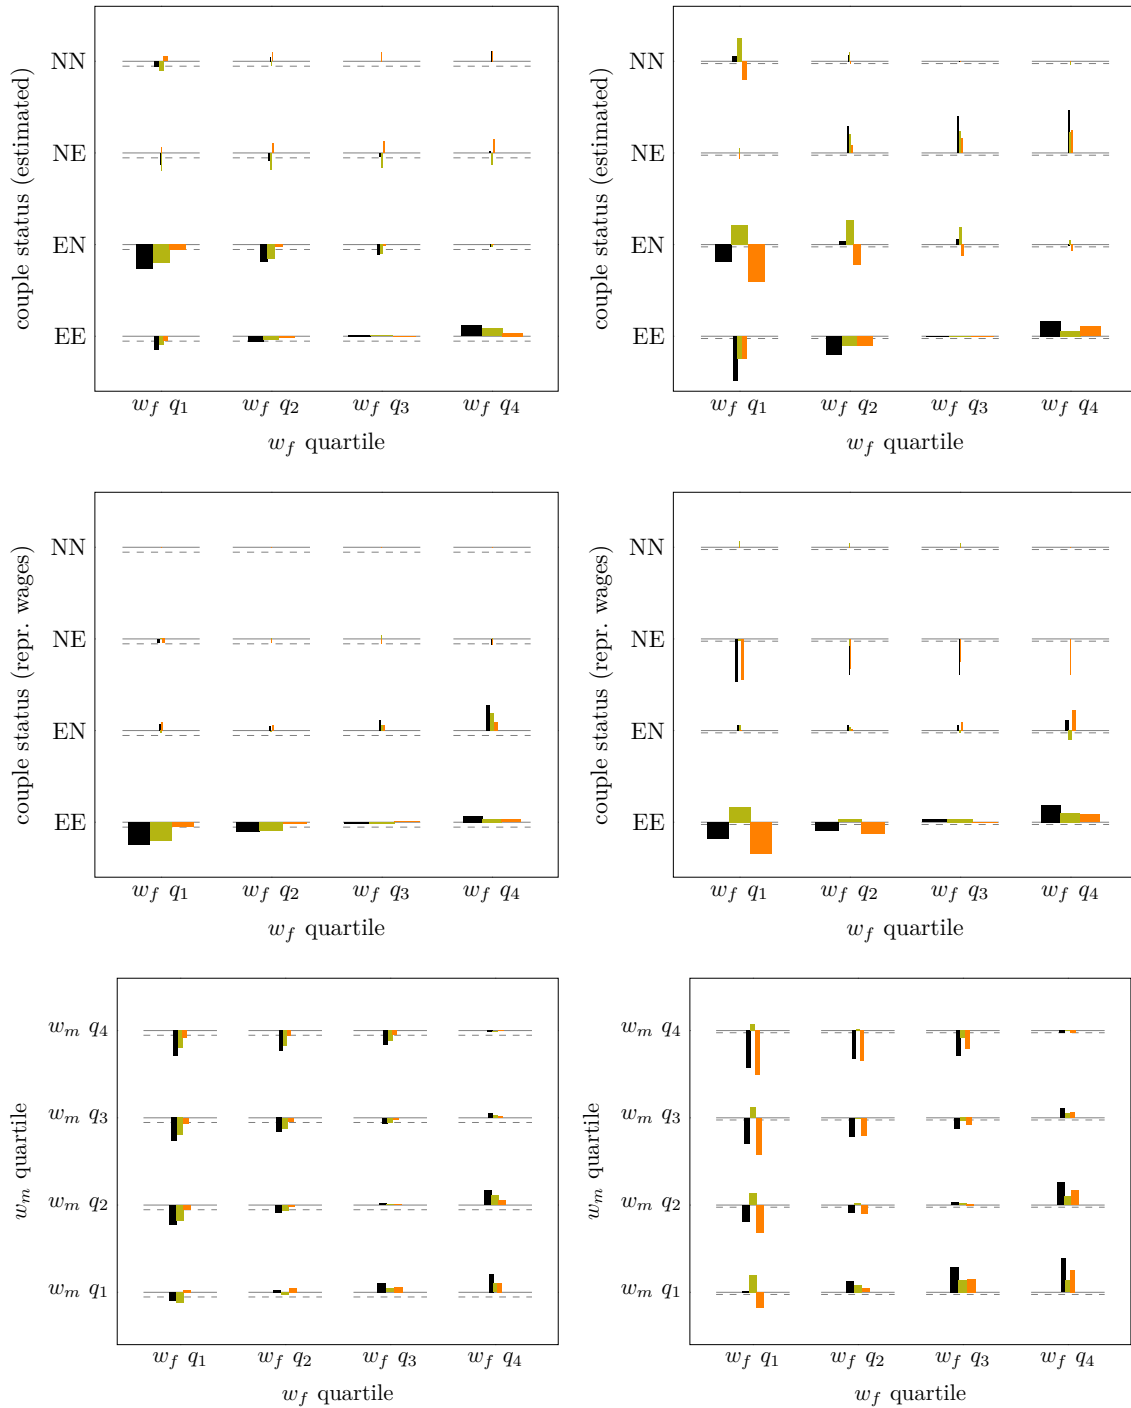 couple status (estimated)
NN
NE
EN
EE
w_f q_1 w_f q_2 w_f q_3 w_f q_4
w_f quartile
couple status (estimated)
NN
NE
EN
EE
w_f q_1 w_f q_2 w_f q_3 w_f q_4
w_f quartile
couple status (repr. wages)
NN
NE
EN
EE
w_f q_1 w_f q_2 w_f q_3 w_f q_4
w_f quartile
couple status (repr. wages)
NN
NE
EN
EE
w_f q_1 w_f q_2 w_f q_3 w_f q_4
w_f quartile
w_m quartile
w_m q_4
w_m q_3
w_m q_2
w_m q_1
w_f q_1 w_f q_2 w_f q_3 w_f q_4
w_f quartile
w_m quartile
w_m q_4
w_m q_3
w_m q_2
w_m q_1
w_f q_1 w_f q_2 w_f q_3 w_f q_4
w_f quartile